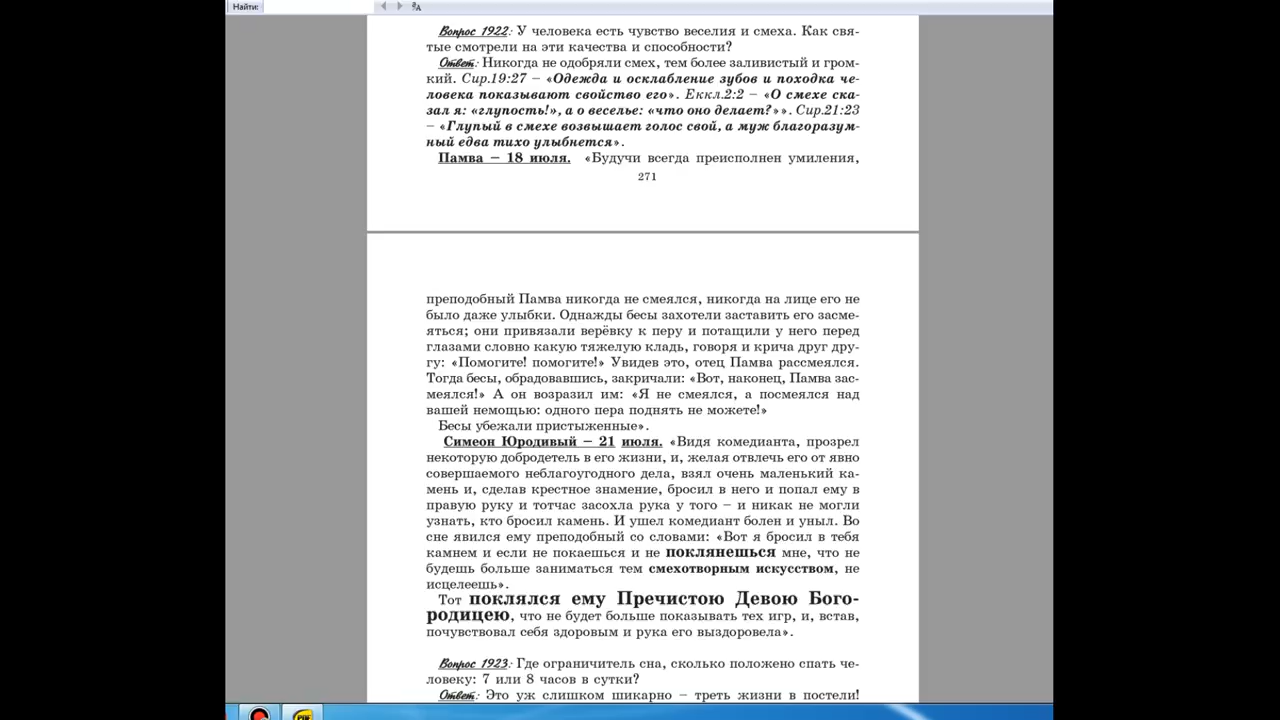 Найти:
Вопрос 1922: У человека есть чувство веселия и смеха. Как свя-
тые смотрели на эти качества и способности?
Ответ: Никогда не одобряли смех, тем более заливистый и гром-
кий. Сир.19:27 – «Одежда и осклабление зубов и походка че-
ловека показывают свойство его». Еккл.2:2 – «О смехе ска-
зал я: «глупость!», а о веселье: «что оно делает?»». Сир.21:23
– «Глупый в смехе возвышает голос свой, а муж благоразум-
ный едва тихо улыбнется».
Памва – 18 июля. «Будучи всегда преисполнен умиления,
271
преподобный Памва никогда не смеялся, никогда на лице его не
было даже улыбки. Однажды бесы захотели заставить его засме-
яться; они привязали верёвку к перу и потащили у него перед
глазами словно какую тяжелую кладь, говоря и крича друг дру-
гу: «Помогите! помогите!» Увидев это, отец Памва рассмеялся.
Тогда бесы, обрадовавшись, закричали: «Вот, наконец, Памва зас-
меялся!» А он возразил им: «Я не смеялся, а посмеялся над
вашей немощью: одного пера поднять не можете!»
Бесы убежали пристыженные».
Симеон Юродивый – 21 июля. «Видя комедианта, прозрел
некоторую добродетель в его жизни, и, желая отвлечь его от явно
совершаемого неблагоугодного дела, взял очень маленький ка-
мень и, сделав крестное знамение, бросил в него и попал ему в
правую руку и тотчас засохла рука у того – и никак не могли
узнать, кто бросил камень. И ушел комедиант болен и уныл. Во
сне явился ему преподобный со словами: «Вот я бросил в тебя
камнем и если не покаешься и не поклянешься мне, что не
будешь больше заниматься тем смехотворным искусством, не
исцелеешь».
Тот поклялся ему Пречистою Девою Бого-
родицею, что не будет больше показывать тех игр, и, встав,
почувствовал себя здоровым и рука его выздоровела».
Вопрос 1923: Где ограничитель сна, сколько положено спать че-
ловеку: 7 или 8 часов в сутки?
Ответ: Это уж слишком шикарно – треть жизни в постели!
PDF